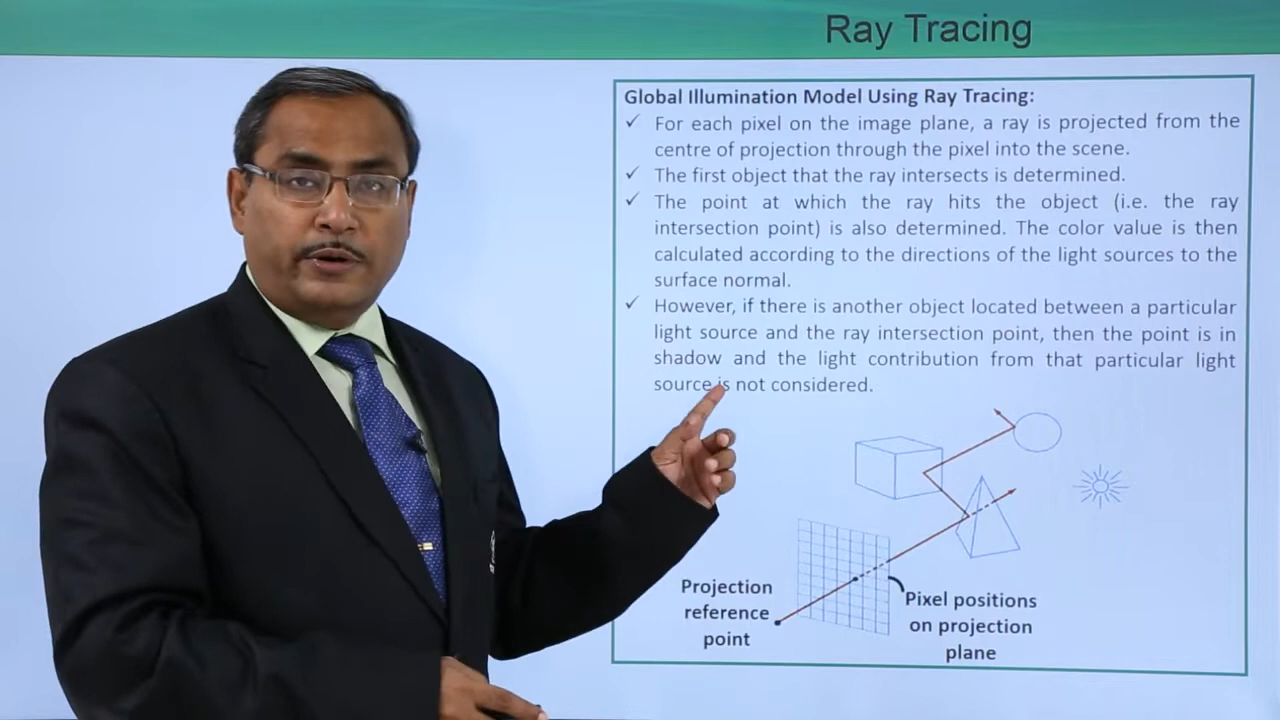 Ray Tracing
Global Illumination Model Using Ray Tracing:
✓ For each pixel on the image plane, a ray is projected from the
centre of projection through the pixel into the scene.
✓ The first object that the ray intersects is determined.
✓ The point at which the ray hits the object (i.e. the ray
intersection point) is also determined. The color value is then
calculated according to the directions of the light sources to the
surface normal.
✓ However, if there is another object located between a particular
light source and the ray intersection point, then the point is in
shadow and the light contribution from that particular light
source is not considered.
Projection
reference
point
Pixel positions
on projection
plane